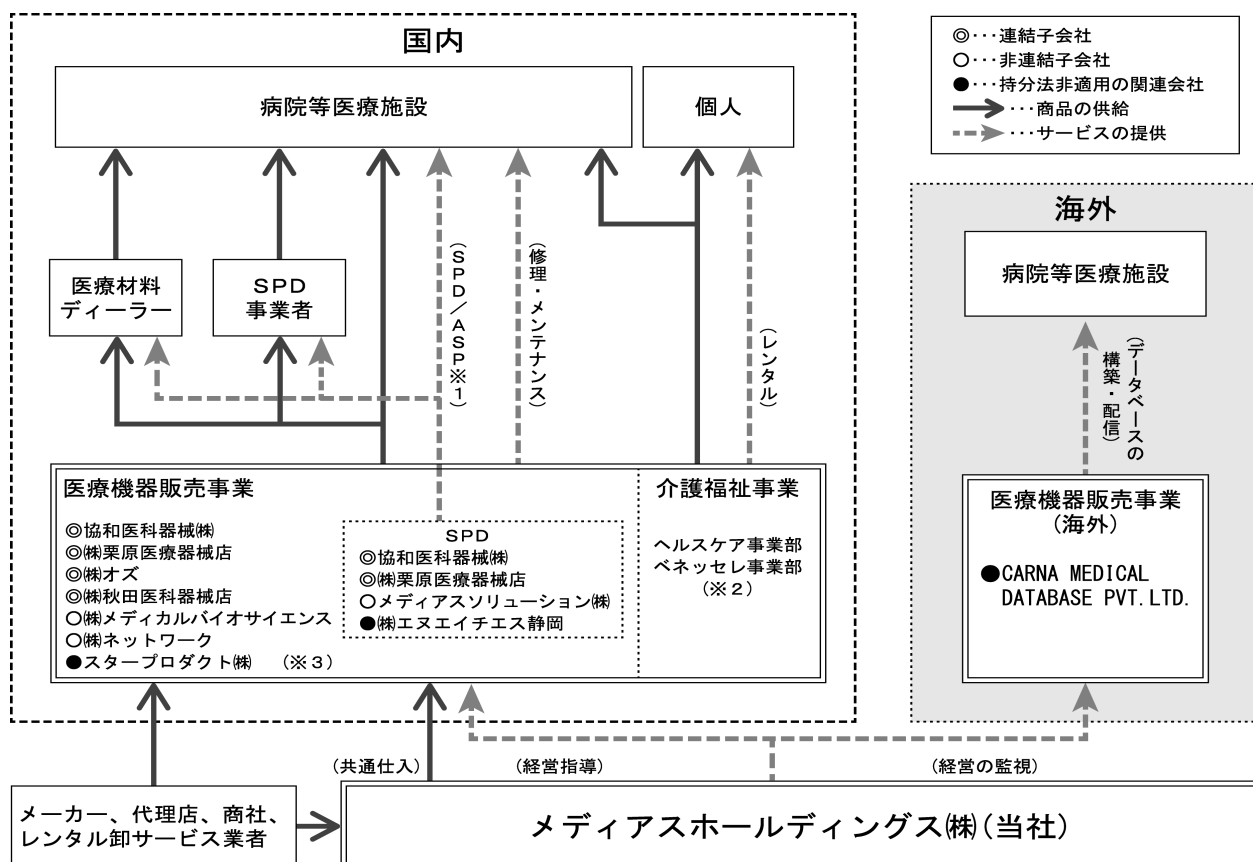 国内
病院等医療施設
個人
◎･･･連結子会社
○･･･非連結子会社
●･･･持分法非適用の関連会社
･･･商品の供給
･･･サービスの提供
医療材料
ディーラー
SPD
事業者
(SPD/ASP※1)
(修理・メンテナンス)
(レンタル)
海外
病院等医療施設
(データベースの
構築・配信)
医療機器販売事業
◎協和医科器械㈱
◎㈱栗原医療器械店
◎㈱オズ
◎㈱秋田医科器械店
○㈱メディカルバイオサイエンス
○㈱ネットワーク
●スタープロダクト㈱ (※3)
SPD
◎協和医科器械㈱
◎㈱栗原医療器械店
○メディアスソリューション㈱
●㈱エヌエイチエス静岡
介護福祉事業
ヘルスケア事業部
ベネッセレ事業部
(※2)
医療機器販売事業
(海外)
●CARNA MEDICAL
DATABASE PVT.LTD.
(共通仕入)
(経営指導)
(経営の監視)
メーカー、代理店、商社、
レンタル卸サービス業者
メディアスホールディングス㈱(当社)